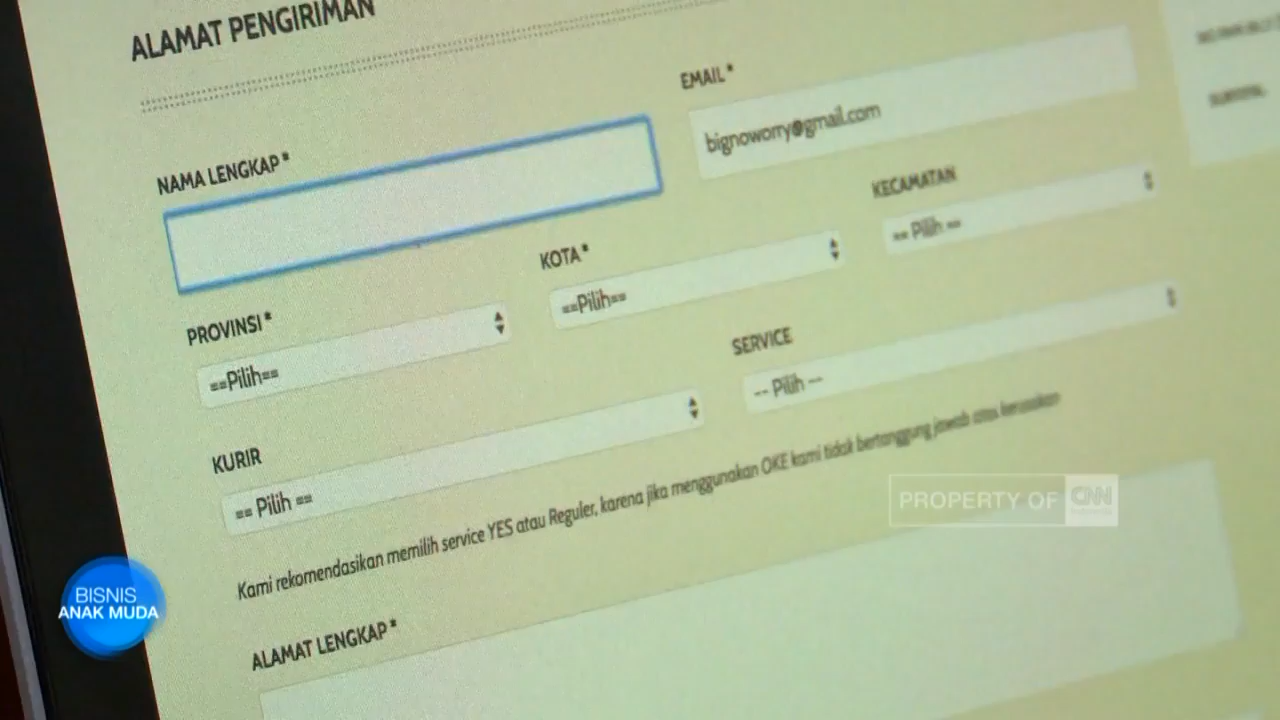 ALAMAT PENGIRIMAN
NAMA LENGKAP*
EMAIL*
bignoworry@gmail.com
PROVINSI*
==Pilih==
KOTA*
==Pilih==
KECAMATAN
== Pilih ==
KURIR
== Pilih ==
SERVICE
-- Pilih --
Kami rekomendasikan memilih service YES atau Reguler, karena jika menggunakan OKE kami tidak bertanggung jawab atas kerusakan
ALAMAT LENGKAP*
SUBTOTAL
PROPERTY OF CNN
BISNIS
ANAK MUDA